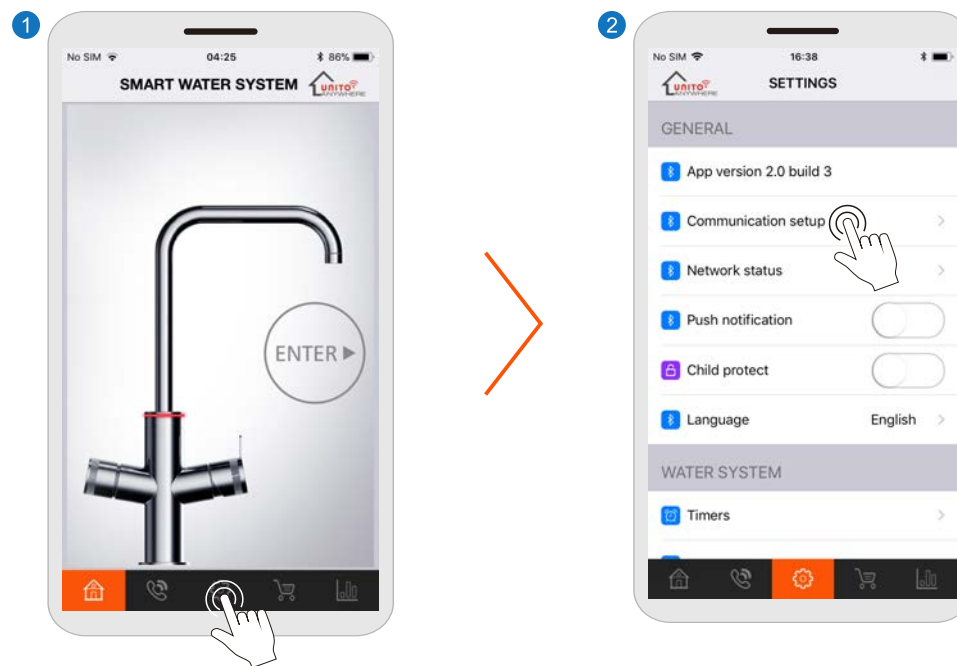 1
No SIM 04:25 86%
SMART WATER SYSTEM UNITO
ANYWHERE
ENTER
2
No SIM 16:38
UNITO SETTINGS
ANYWHERE
GENERAL
App version 2.0 build 3
Communication setup
Network status
Push notification
Child protect
Language English
WATER SYSTEM
Timers